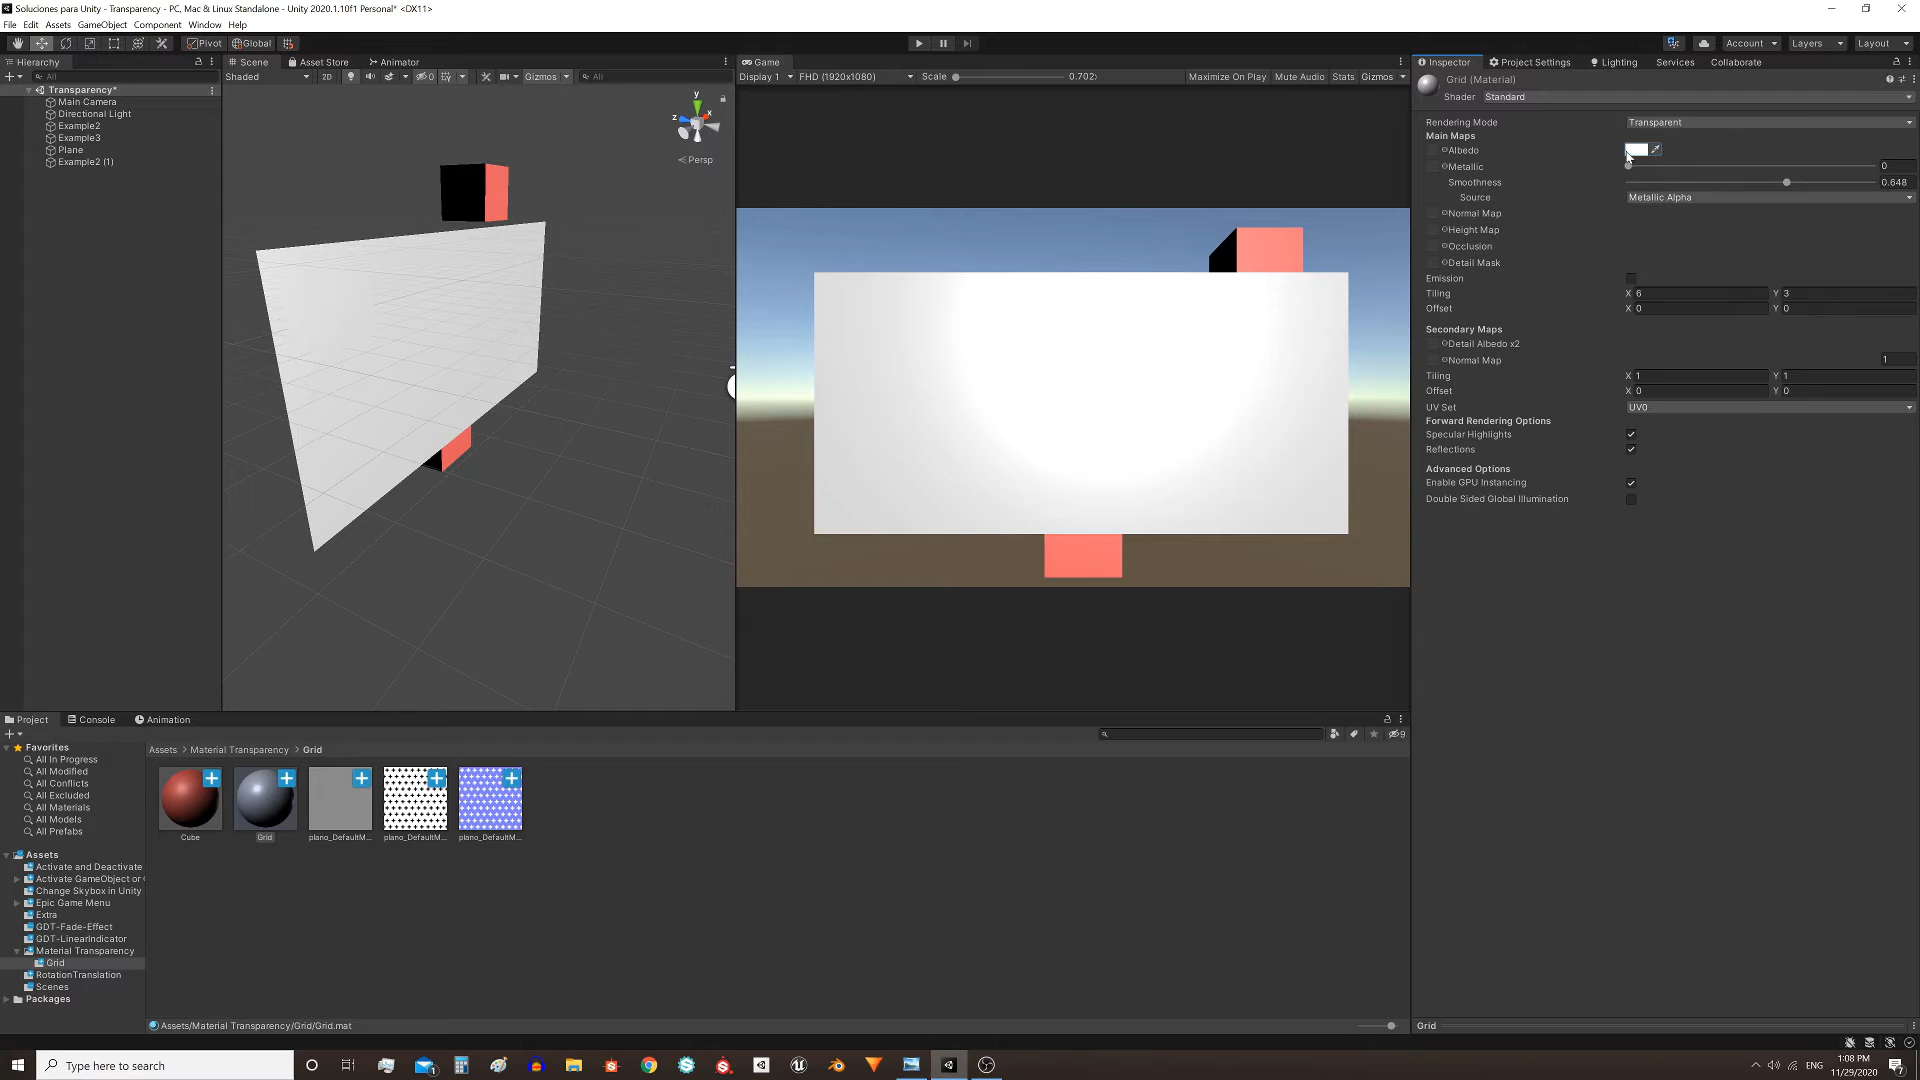 Soluciones para Unity - Transparency - PC, Mac & Linux Standalone - Unity 2020.1.10f1 Personal* <DX11>
File Edit Assets GameObject Component Window Help
Pivot Global Account Layers Layout
Hierarchy
All
Transparency*
Main Camera
Directional Light
Example2
Example3
Plane
Example2 (1)
Scene Asset Store Animator
Shaded 2D 0 Gizmos All
y
z x
Persp
Game
Display 1 FHD (1920x1080) Scale 0.702x Maximize On Play Mute Audio Stats Gizmos
Inspector Project Settings Lighting Services Collaborate
Grid (Material)
Shader Standard
Rendering Mode Transparent
Main Maps
Albedo
Metallic 0
Smoothness 0.648
Source Metallic Alpha
Normal Map
Height Map
Occlusion
Detail Mask
Emission
Tiling X 6 Y 3
Offset X 0 Y 0
Secondary Maps
Detail Albedo x2
Normal Map 1
Tiling X 1 Y 1
Offset X 0 Y 0
UV Set UV0
Forward Rendering Options
Specular Highlights
Reflections
Advanced Options
Enable GPU Instancing
Double Sided Global Illumination
Grid
Project Console Animation
9
Favorites
All In Progress
All Modified
All Conflicts
All Excluded
All Materials
All Models
All Prefabs
Assets
Activate and Deactivate
Activate GameObject or
Change Skybox in Unity
Epic Game Menu
Extra
GDT-Fade-Effect
GDT-LinearIndicator
Material Transparency
Grid
RotationTranslation
Scenes
Packages
Assets > Material Transparency > Grid
Cube Grid plano_DefaultM... plano_DefaultM... plano_DefaultM...
Assets/Material Transparency/Grid/Grid.mat
Type here to search
ENG
1:08 PM
11/29/2020